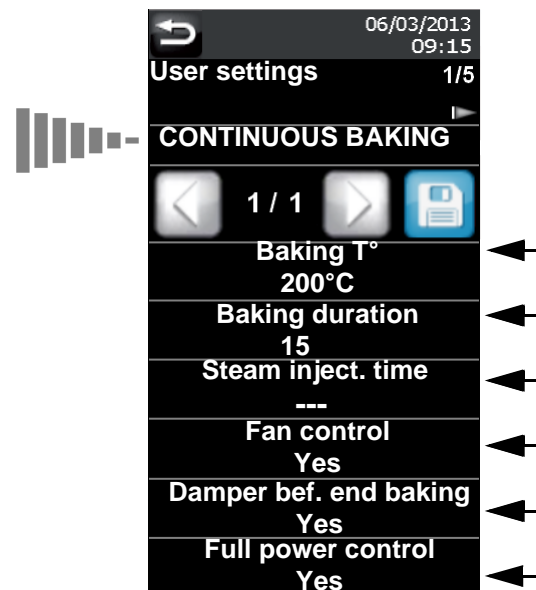 06/03/2013
09:15
User settings 1/5
CONTINUOUS BAKING
1 / 1
Baking T°
200°C
Baking duration
15
Steam inject. time
---
Fan control
Yes
Damper bef. end baking
Yes
Full power control
Yes